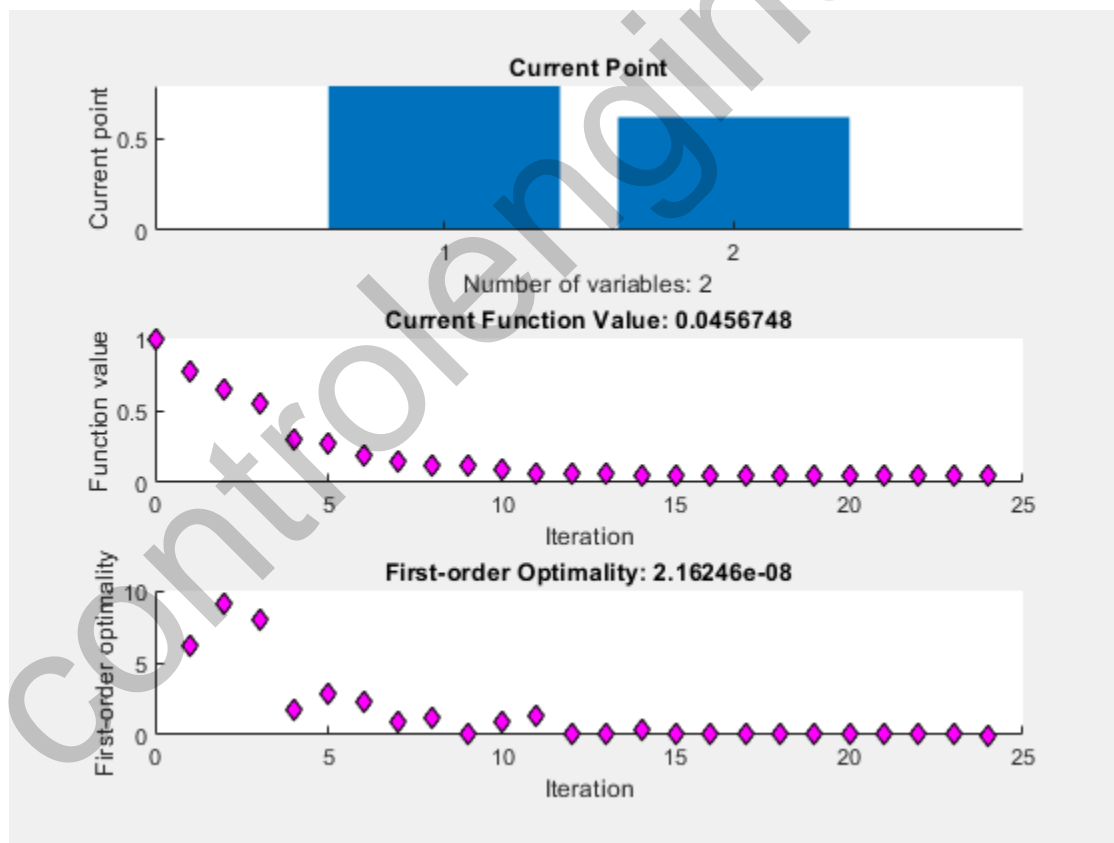 Current Point
Current point
0.5
0
1
2
Number of variables: 2
Current Function Value: 0.0456748
Function value
1
0.5
0
0
5
10
15
20
25
Iteration
First-order Optimality: 2.16246e-08
First-order optimality
10
5
0
0
5
10
15
20
25
Iteration
controlengin